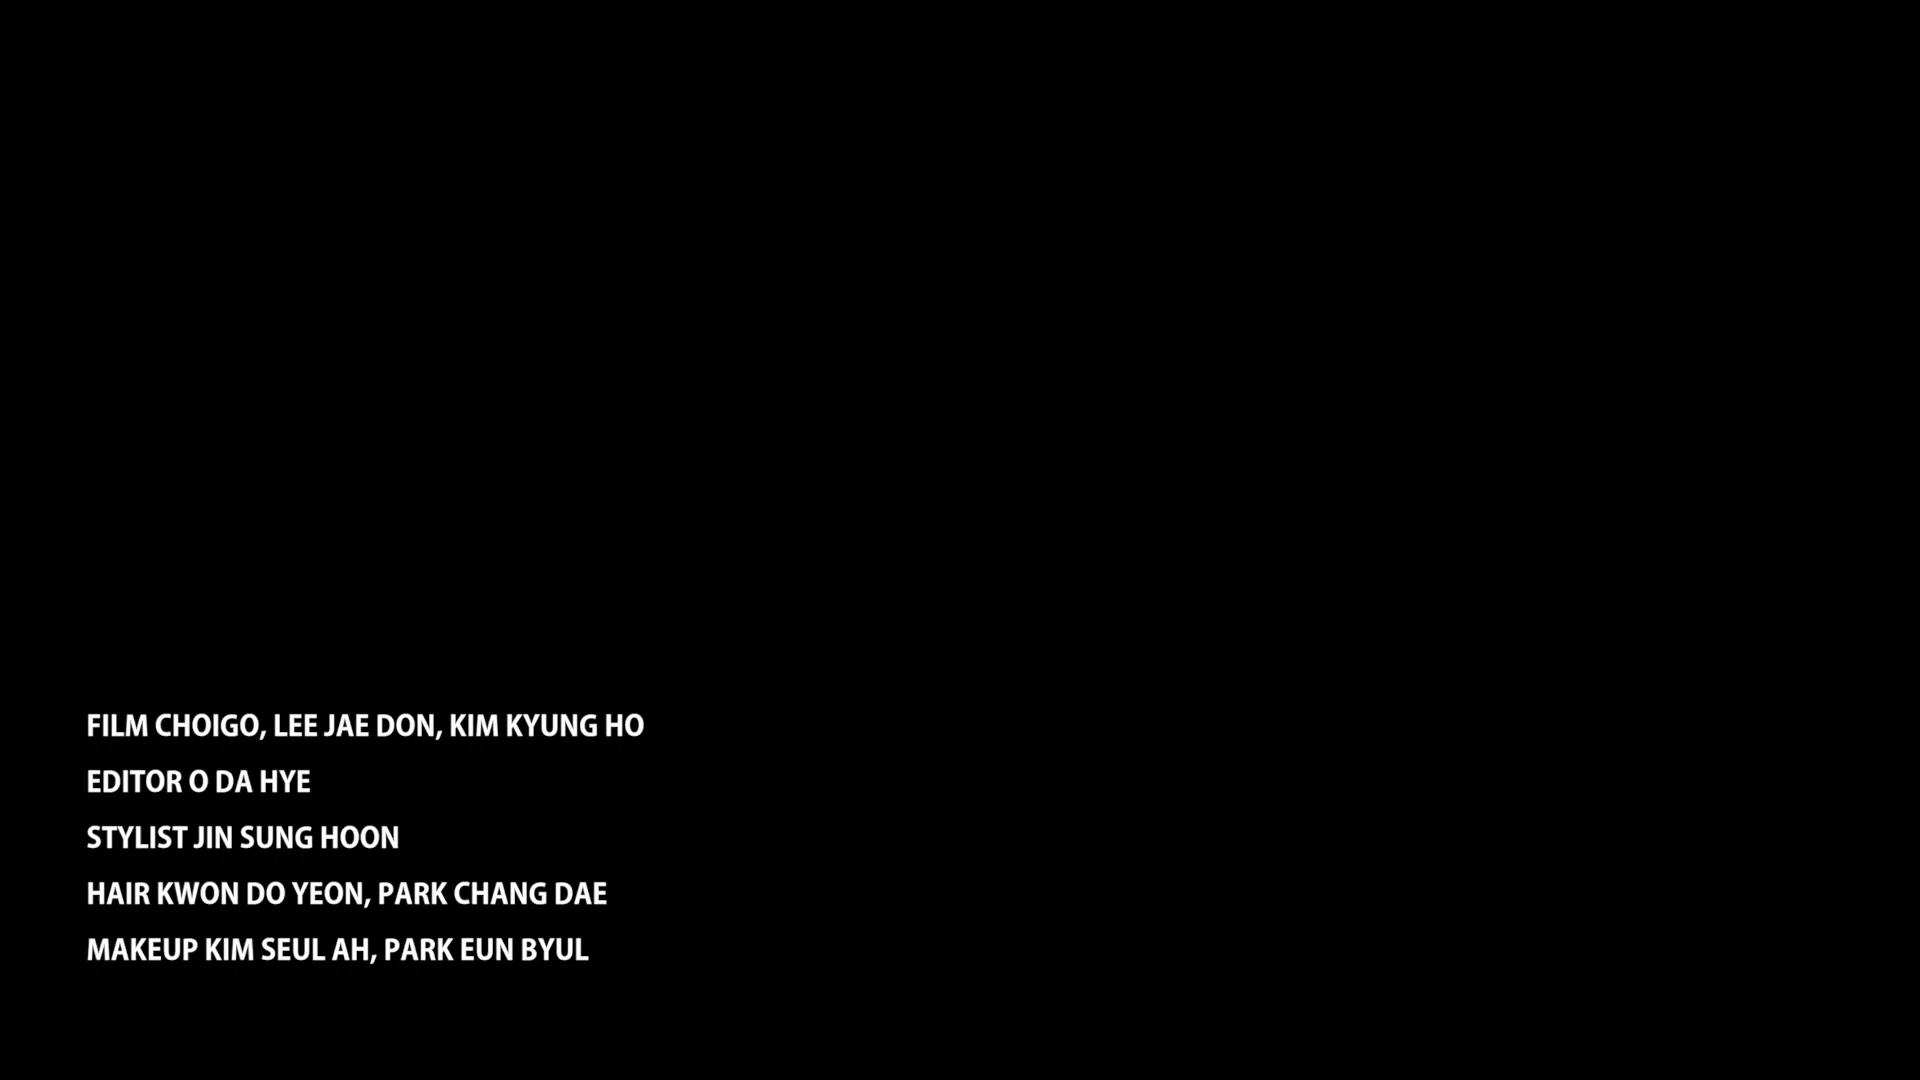 FILM CHOIGO, LEE JAE DON, KIM KYUNG HO
EDITOR O DA HYE
STYLIST JIN SUNG HOON
HAIR KWON DO YEON, PARK CHANG DAE
MAKEUP KIM SEUL AH, PARK EUN BYUL